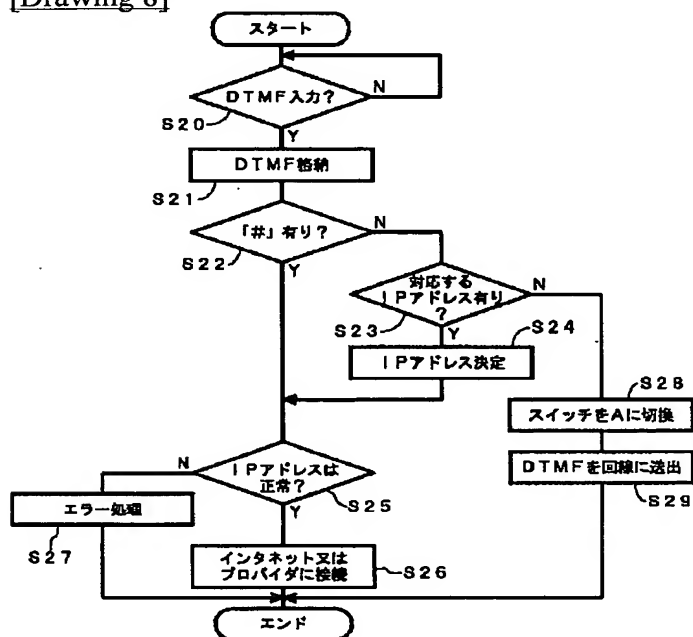 [Drawing 8]
スタート
DTMF入力?
N
S20
Y
DTMF格納
S21
「#」有り?
N
S22
Y
対応する
IPアドレス有り
?
N
S23
Y
S24
IPアドレス決定
S28
スイッチをAに切換
N
IPアドレスは
正常?
S25
Y
DTMFを回線に送出
S29
エラー処理
S27
インタネット又は
プロバイダに接続
S26
エンド